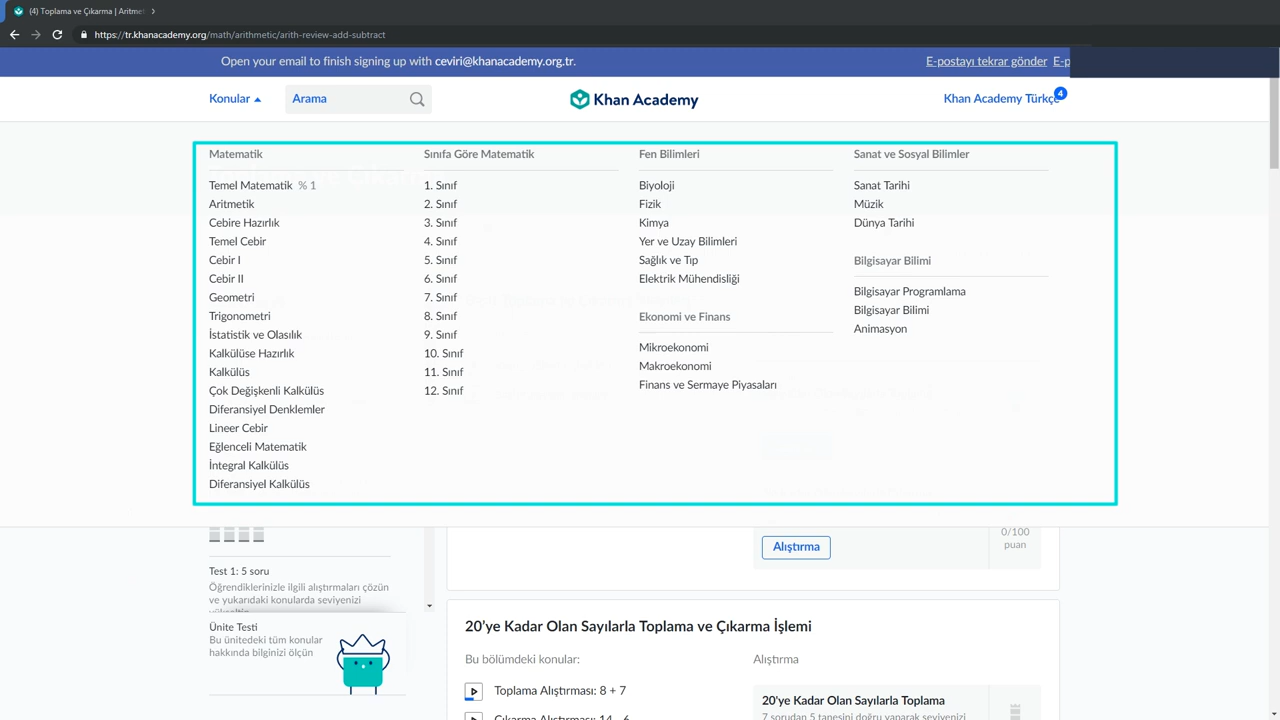 (4) Toplama ve Çıkarma | Aritmet
https://tr.khanacademy.org/math/arithmetic/arith-review-add-subtract
Open your email to finish signing up with ceviri@khanacademy.org.tr.
E-postayı tekrar gönder E-p
Konular
Arama
Khan Academy
Khan Academy Türkçe
4
Matematik
Temel Matematik % 1
Aritmetik
Cebire Hazırlık
Temel Cebir
Cebir I
Cebir II
Geometri
Trigonometri
İstatistik ve Olasılık
Kalkülüse Hazırlık
Kalkülüs
Çok Değişkenli Kalkülüs
Diferansiyel Denklemler
Lineer Cebir
Eğlenceli Matematik
İntegral Kalkülüs
Diferansiyel Kalkülüs
Sınıfa Göre Matematik
1. Sınıf
2. Sınıf
3. Sınıf
4. Sınıf
5. Sınıf
6. Sınıf
7. Sınıf
8. Sınıf
9. Sınıf
10. Sınıf
11. Sınıf
12. Sınıf
Fen Bilimleri
Biyoloji
Fizik
Kimya
Yer ve Uzay Bilimleri
Sağlık ve Tıp
Elektrik Mühendisliği
Ekonomi ve Finans
Mikroekonomi
Makroekonomi
Finans ve Sermaye Piyasaları
Sanat ve Sosyal Bilimler
Sanat Tarihi
Müzik
Dünya Tarihi
Bilgisayar Bilimi
Bilgisayar Programlama
Bilgisayar Bilimi
Animasyon
Test 1: 5 soru
Öğrendiklerinizle ilgili alıştırmaları çözün
ve yukarıdaki konularda seviyenizi
yükseltin
Ünite Testi
Bu ünitedeki tüm konular
hakkında bilginizi ölçün
Alıştırma
0/100
puan
20'ye Kadar Olan Sayılarla Toplama ve Çıkarma İşlemi
Bu bölümdeki konular:
Toplama Alıştırması: 8 + 7
Çıkarma Alıştırması: 14 - 6
Alıştırma
20'ye Kadar Olan Sayılarla Toplama
7 sorudan 5 tanesini doğru yaparak seviyenizi